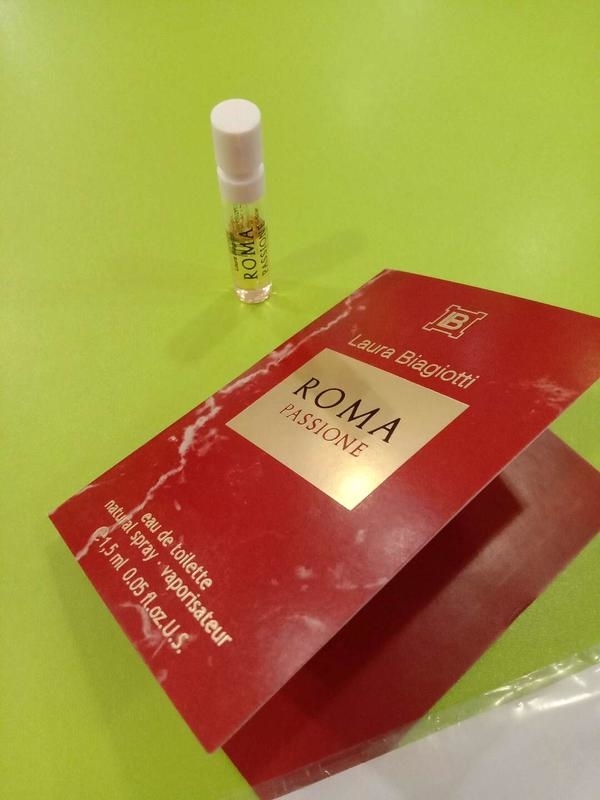 ROMA
PASSIONE
LB
Laura Biagiotti
ROMA
PASSIONE
eau de toilette
natural spray · vaporisateur
e 1,5 ml 0.05 fl.oz.U.S.